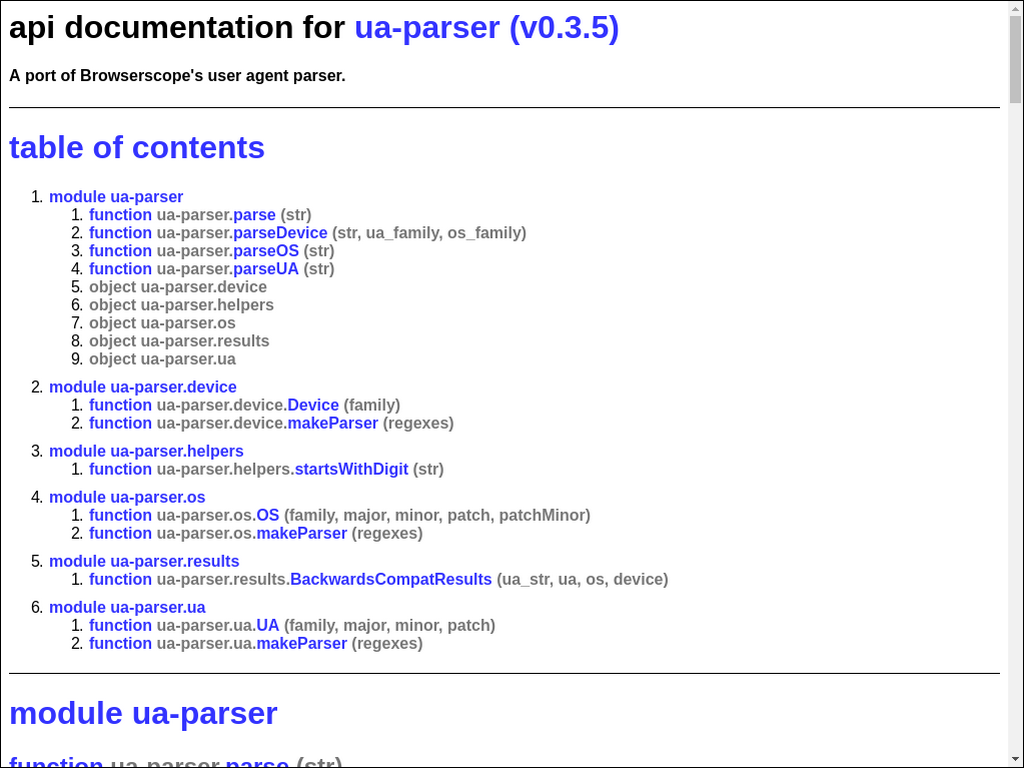 api documentation for ua-parser (v0.3.5)
A port of Browserscope's user agent parser.
table of contents
1. module ua-parser
1. function ua-parser.parse (str)
2. function ua-parser.parseDevice (str, ua_family, os_family)
3. function ua-parser.parseOS (str)
4. function ua-parser.parseUA (str)
5. object ua-parser.device
6. object ua-parser.helpers
7. object ua-parser.os
8. object ua-parser.results
9. object ua-parser.ua
2. module ua-parser.device
1. function ua-parser.device.Device (family)
2. function ua-parser.device.makeParser (regexes)
3. module ua-parser.helpers
1. function ua-parser.helpers.startsWithDigit (str)
4. module ua-parser.os
1. function ua-parser.os.OS (family, major, minor, patch, patchMinor)
2. function ua-parser.os.makeParser (regexes)
5. module ua-parser.results
1. function ua-parser.results.BackwardsCompatResults (ua_str, ua, os, device)
6. module ua-parser.ua
1. function ua-parser.ua.UA (family, major, minor, patch)
2. function ua-parser.ua.makeParser (regexes)
module ua-parser
function ua-parser.parse (str)